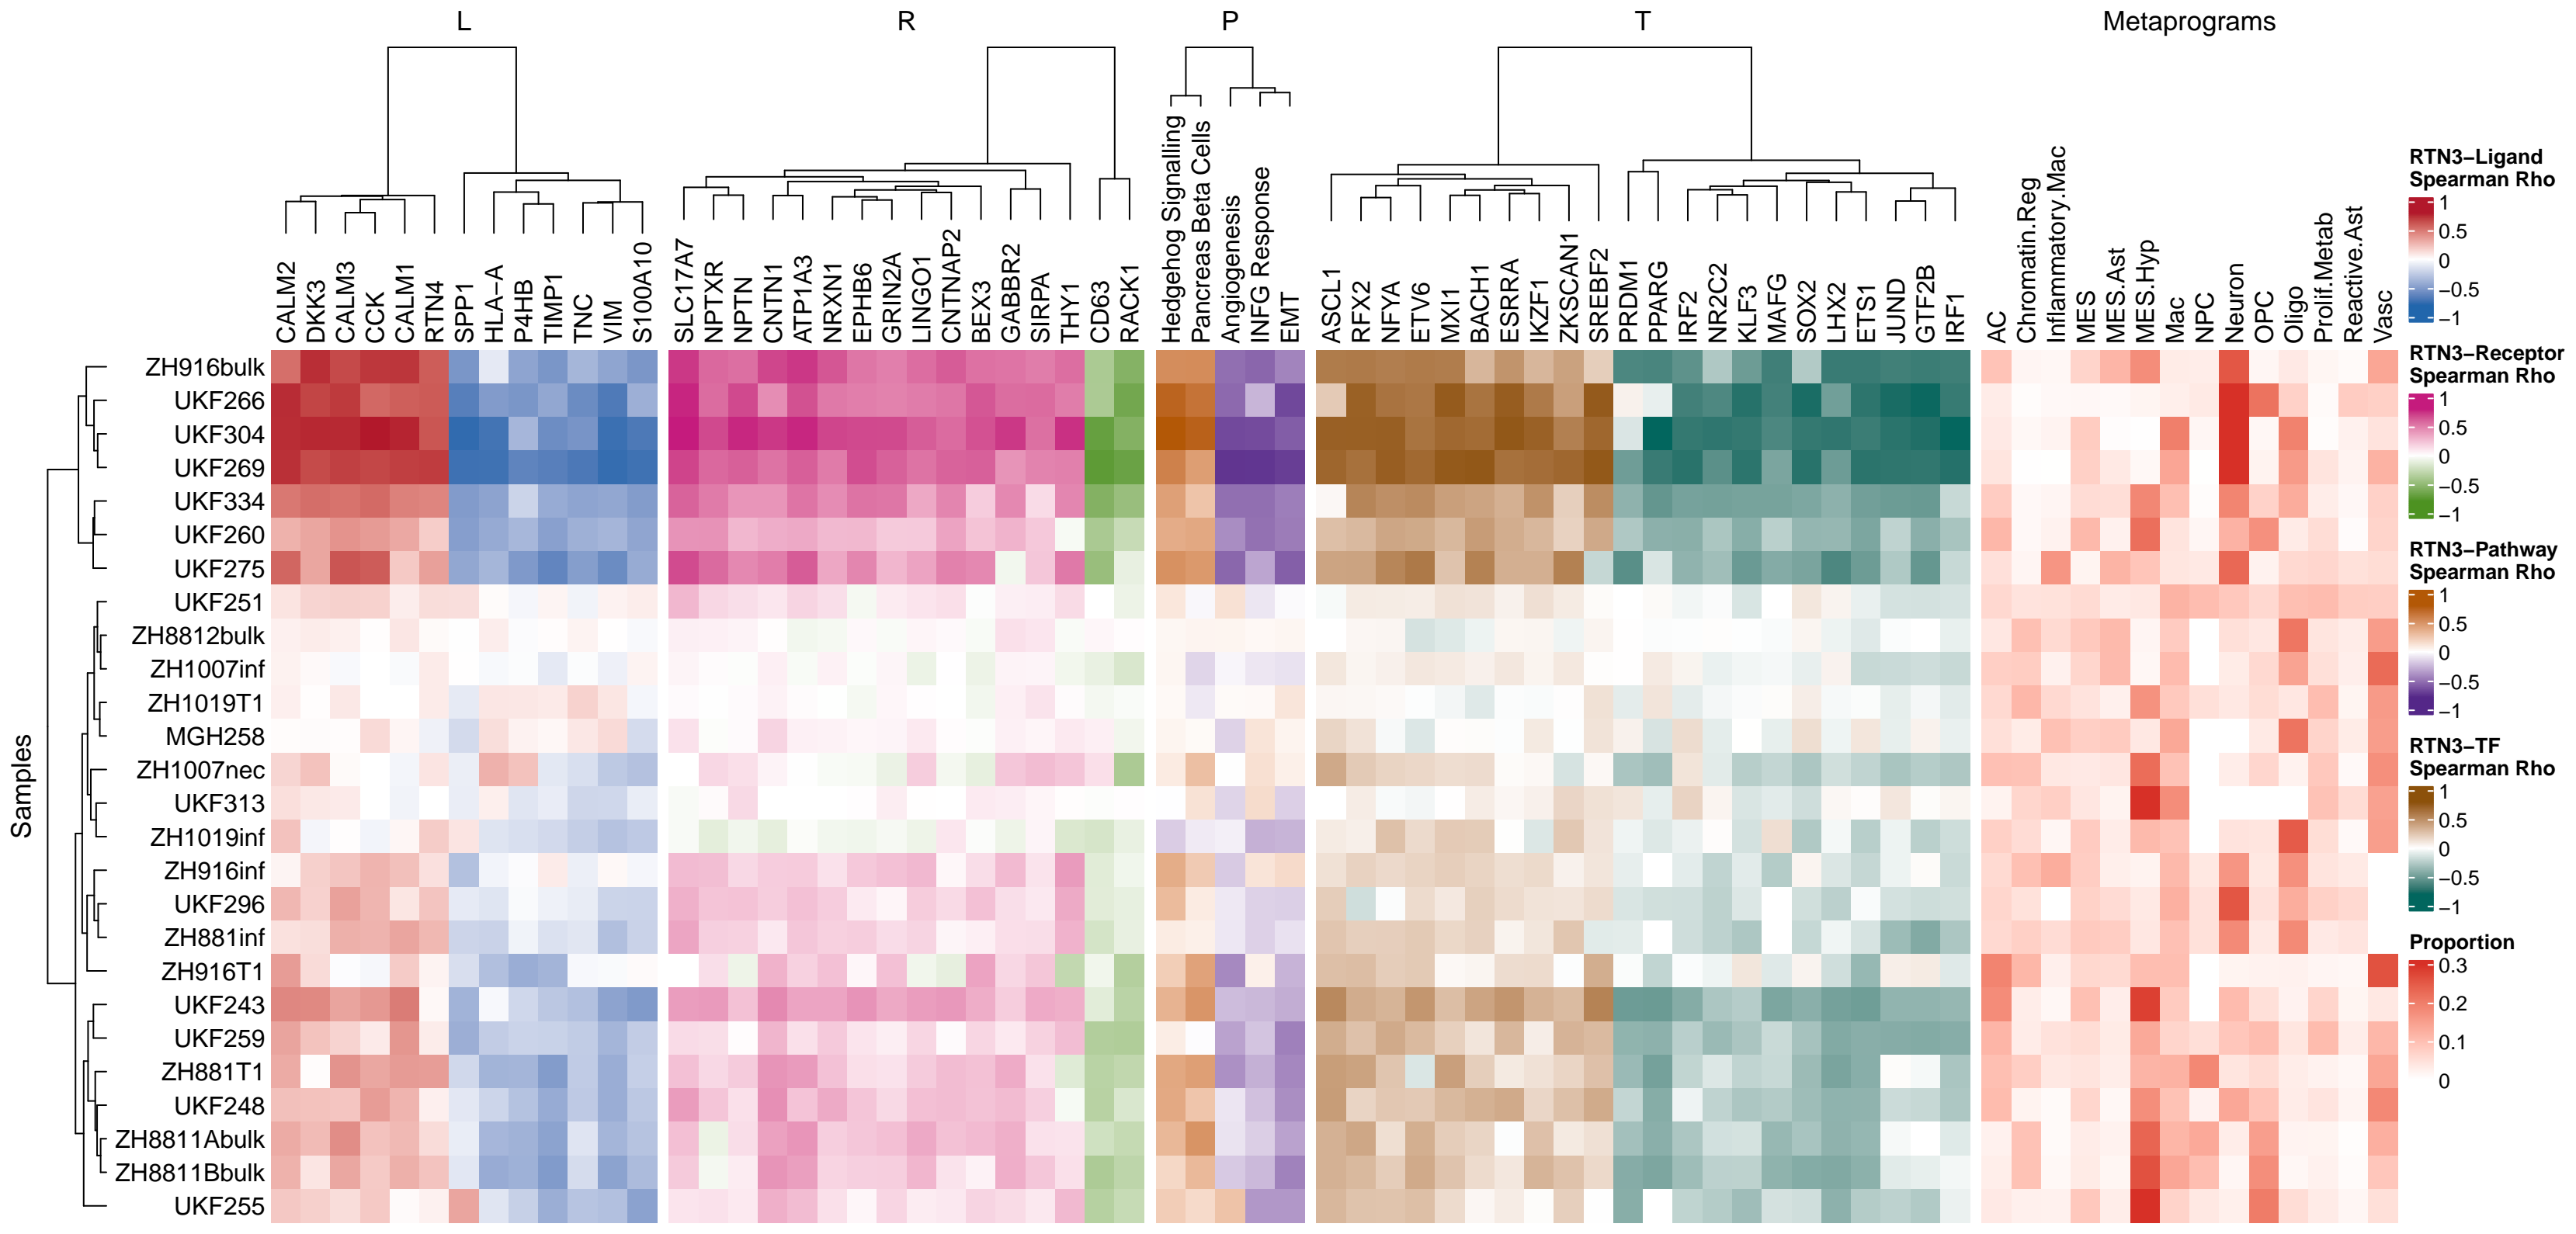 L R P T Metaprograms
CALM2 DKK3 CALM3 CCK CALM1 RTN4 SPP1 HLA−A P4HB TIMP1 TNC VIM S100A10
SLC17A7 NPTXR NPTN CNTN1 ATP1A3 NRXN1 EPHB6 GRIN2A LINGO1 CNTNAP2 BEX3 GABBR2 SIRPA THY1 CD63 RACK1
Hedgehog Signalling
Pancreas Beta Cells
Angiogenesis
INFG Response
EMT
ASCL1 RFX2 NFYA ETV6 MXI1 BACH1 ESRRA IKZF1 ZKSCAN1 SREBF2 PRDM1 PPARG IRF2 NR2C2 KLF3 MAFG SOX2 LHX2 ETS1 JUND GTF2B IRF1
AC Chromatin.Reg Inflammatory.Mac MES MES.Ast MES.Hyp Mac NPC Neuron OPC Oligo Prolif.Metab Reactive.Ast Vasc
Samples
ZH916bulk
UKF266
UKF304
UKF269
UKF334
UKF260
UKF275
UKF251
ZH8812bulk
ZH1007inf
ZH1019T1
MGH258
ZH1007nec
UKF313
ZH1019inf
ZH916inf
UKF296
ZH881inf
ZH916T1
UKF243
UKF259
ZH881T1
UKF248
ZH8811Abulk
ZH8811Bbulk
UKF255
RTN3−Ligand
Spearman Rho
1
0.5
0
−0.5
−1
RTN3−Receptor
Spearman Rho
1
0.5
0
−0.5
−1
RTN3−Pathway
Spearman Rho
1
0.5
0
−0.5
−1
RTN3−TF
Spearman Rho
1
0.5
0
−0.5
−1
Proportion
0.3
0.2
0.1
0